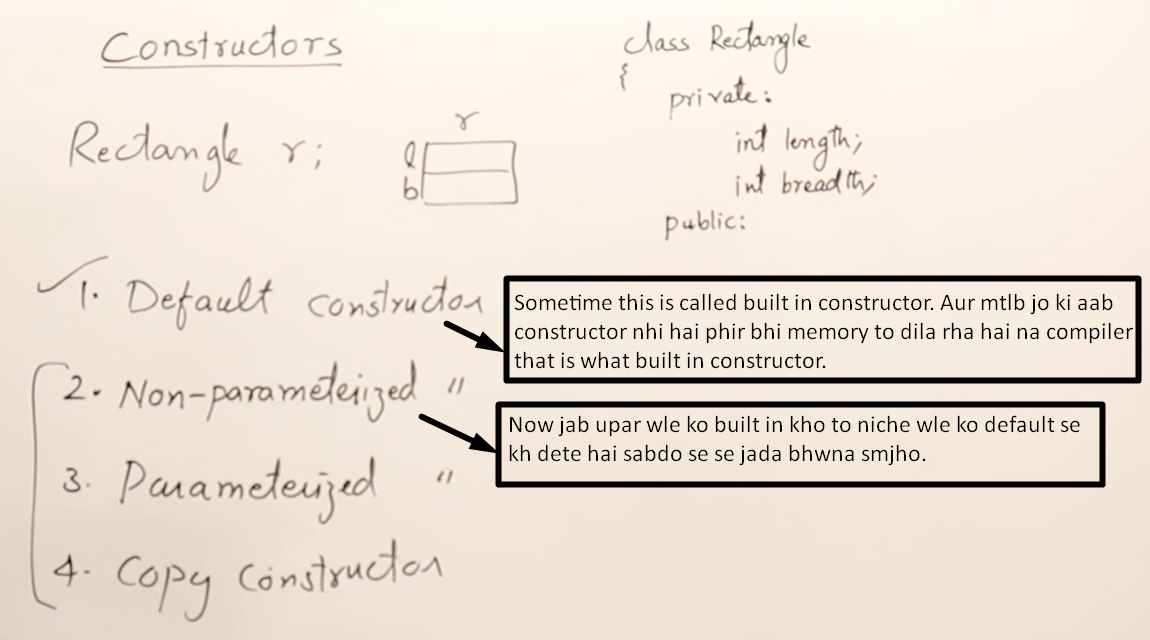 Constructors
Rectangle r;
r
l
b
class Rectangle
{
private:
int length;
int breadth;
public:
1. Default constructor
Sometime this is called built in constructor. Aur mtlb jo ki aab
constructor nhi hai phir bhi memory to dila rha hai na compiler
that is what built in constructor.
2. Non-parameterized "
Now jab upar wle ko built in kho to niche wle ko default se
kh dete hai sabdo se se jada bhwna smjho.
3. Parameterized "
4. Copy Constructor